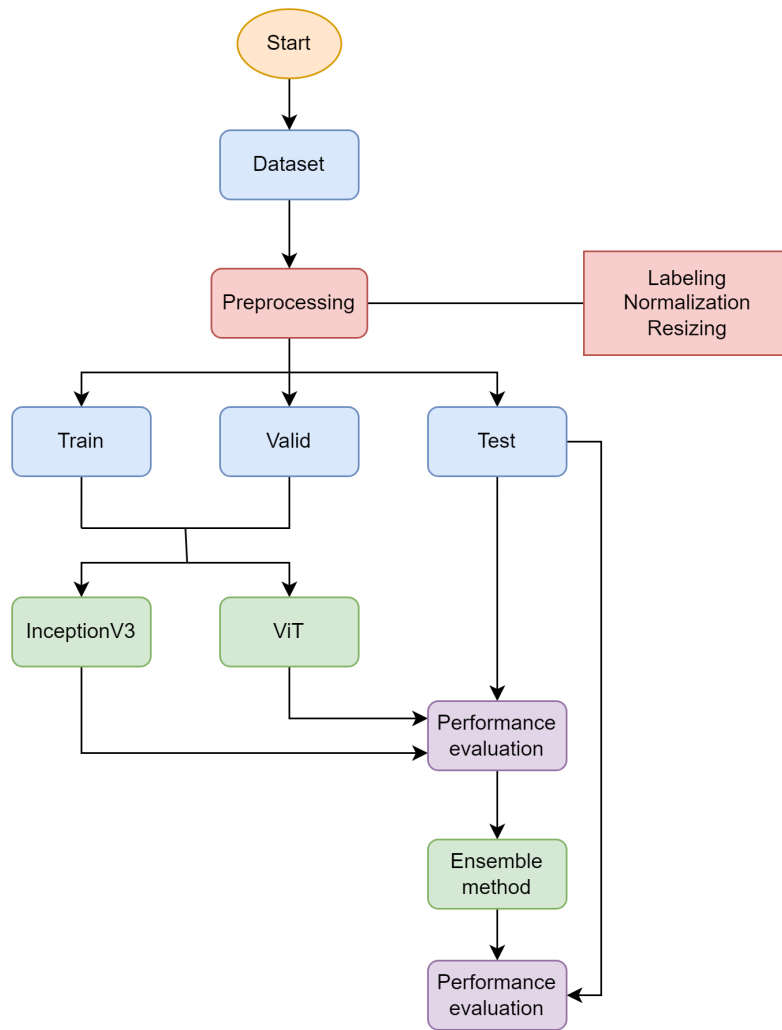 Start
Dataset
Preprocessing
Labeling
Normalization
Resizing
Train
Valid
Test
InceptionV3
ViT
Performance
evaluation
Ensemble
method
Performance
evaluation